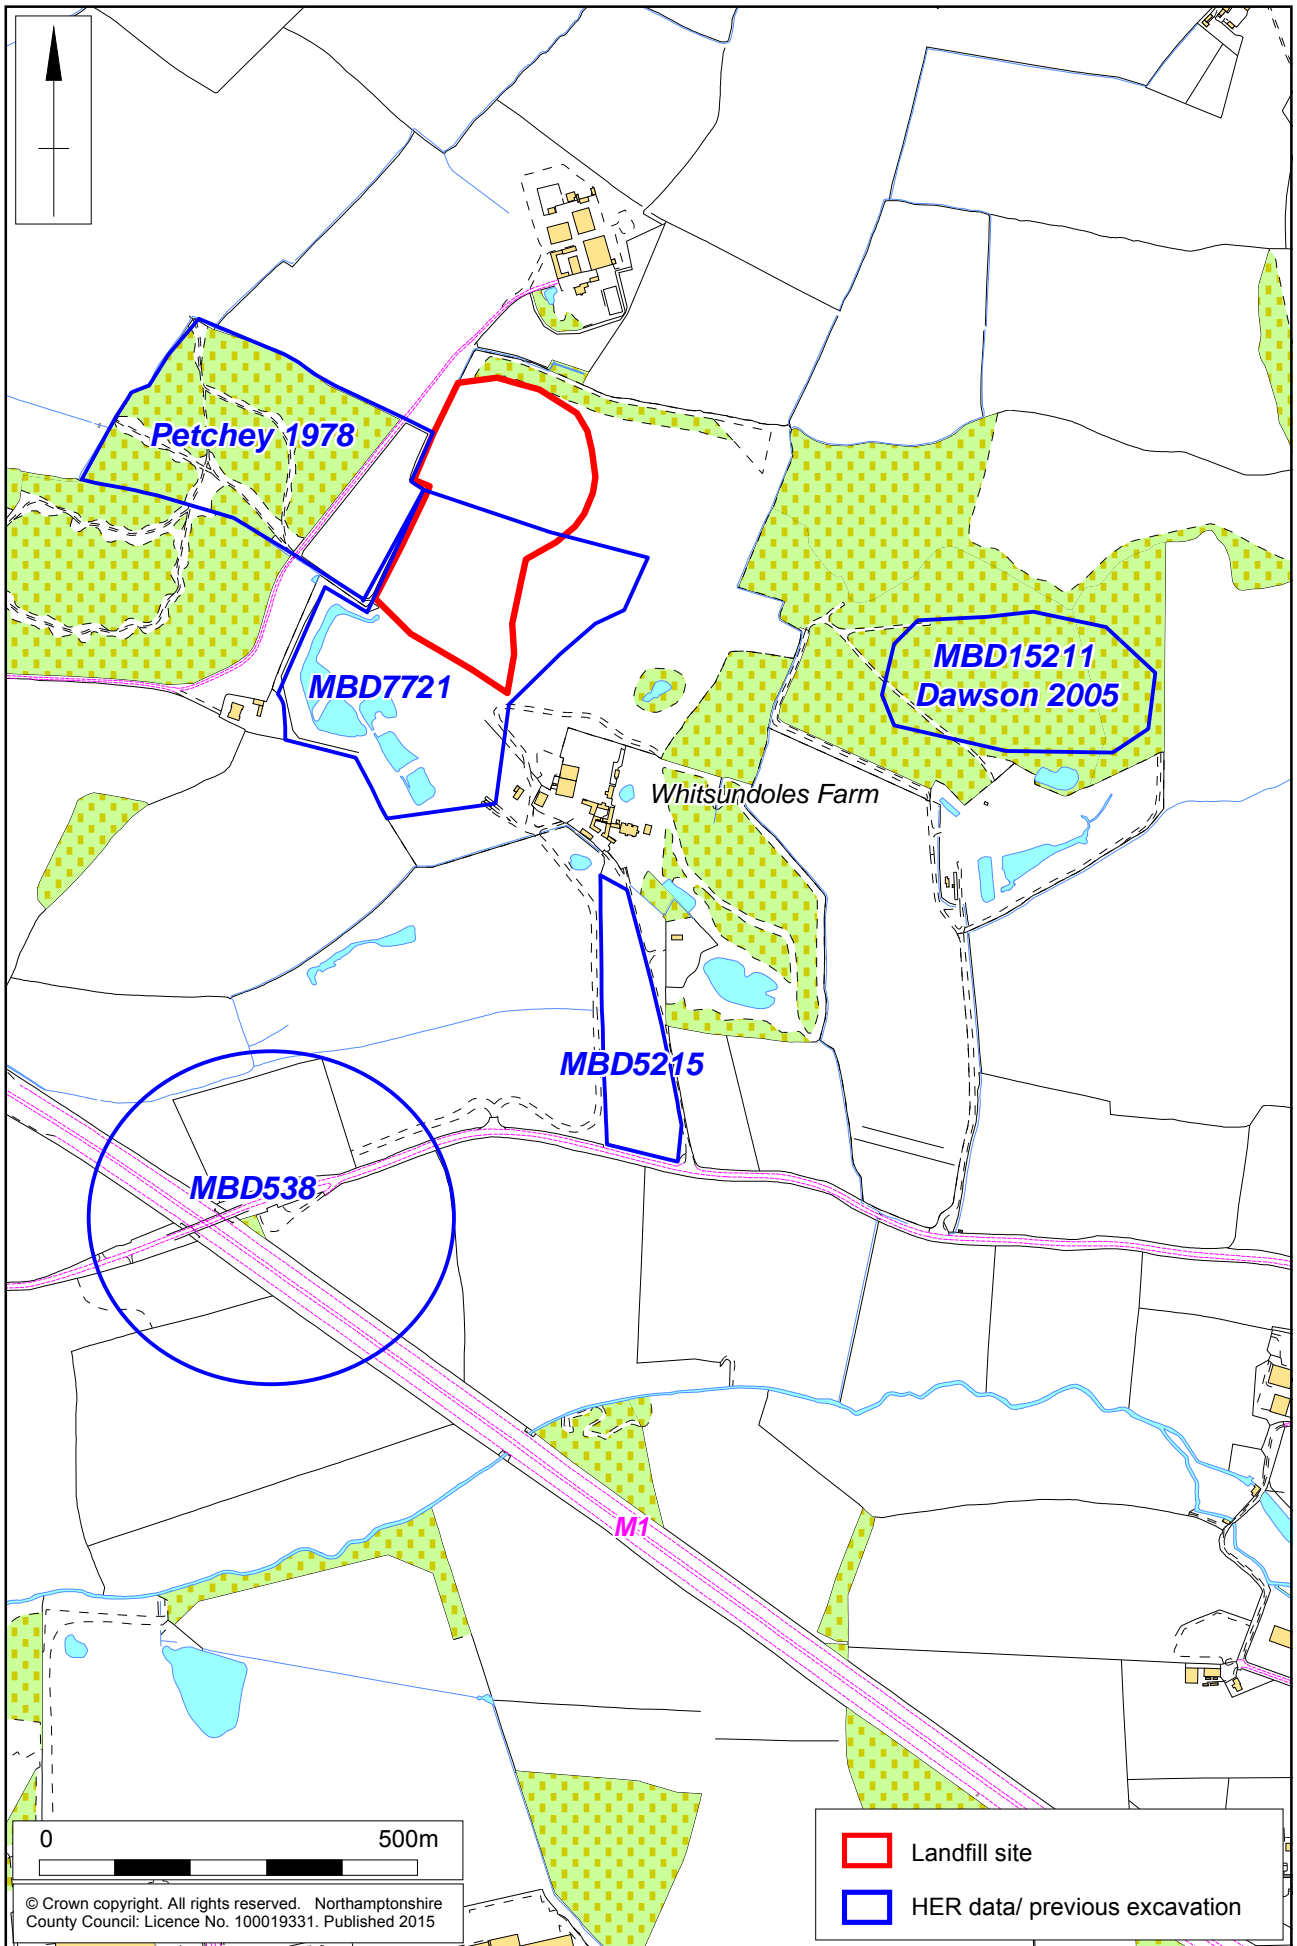 Petchey 1978
MBD15211
Dawson 2005
MBD7721
Whitsundoles Farm
MBD5215
MBD538
M1
0 500m
© Crown copyright. All rights reserved. Northamptonshire
County Council: Licence No. 100019331. Published 2015
Landfill site
HER data/ previous excavation